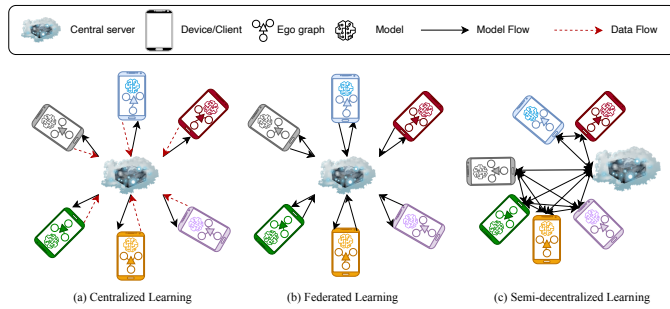 Central server Device/Client Ego graph Model Model Flow Data Flow
(a) Centralized Learning (b) Federated Learning (c) Semi-decentralized Learning